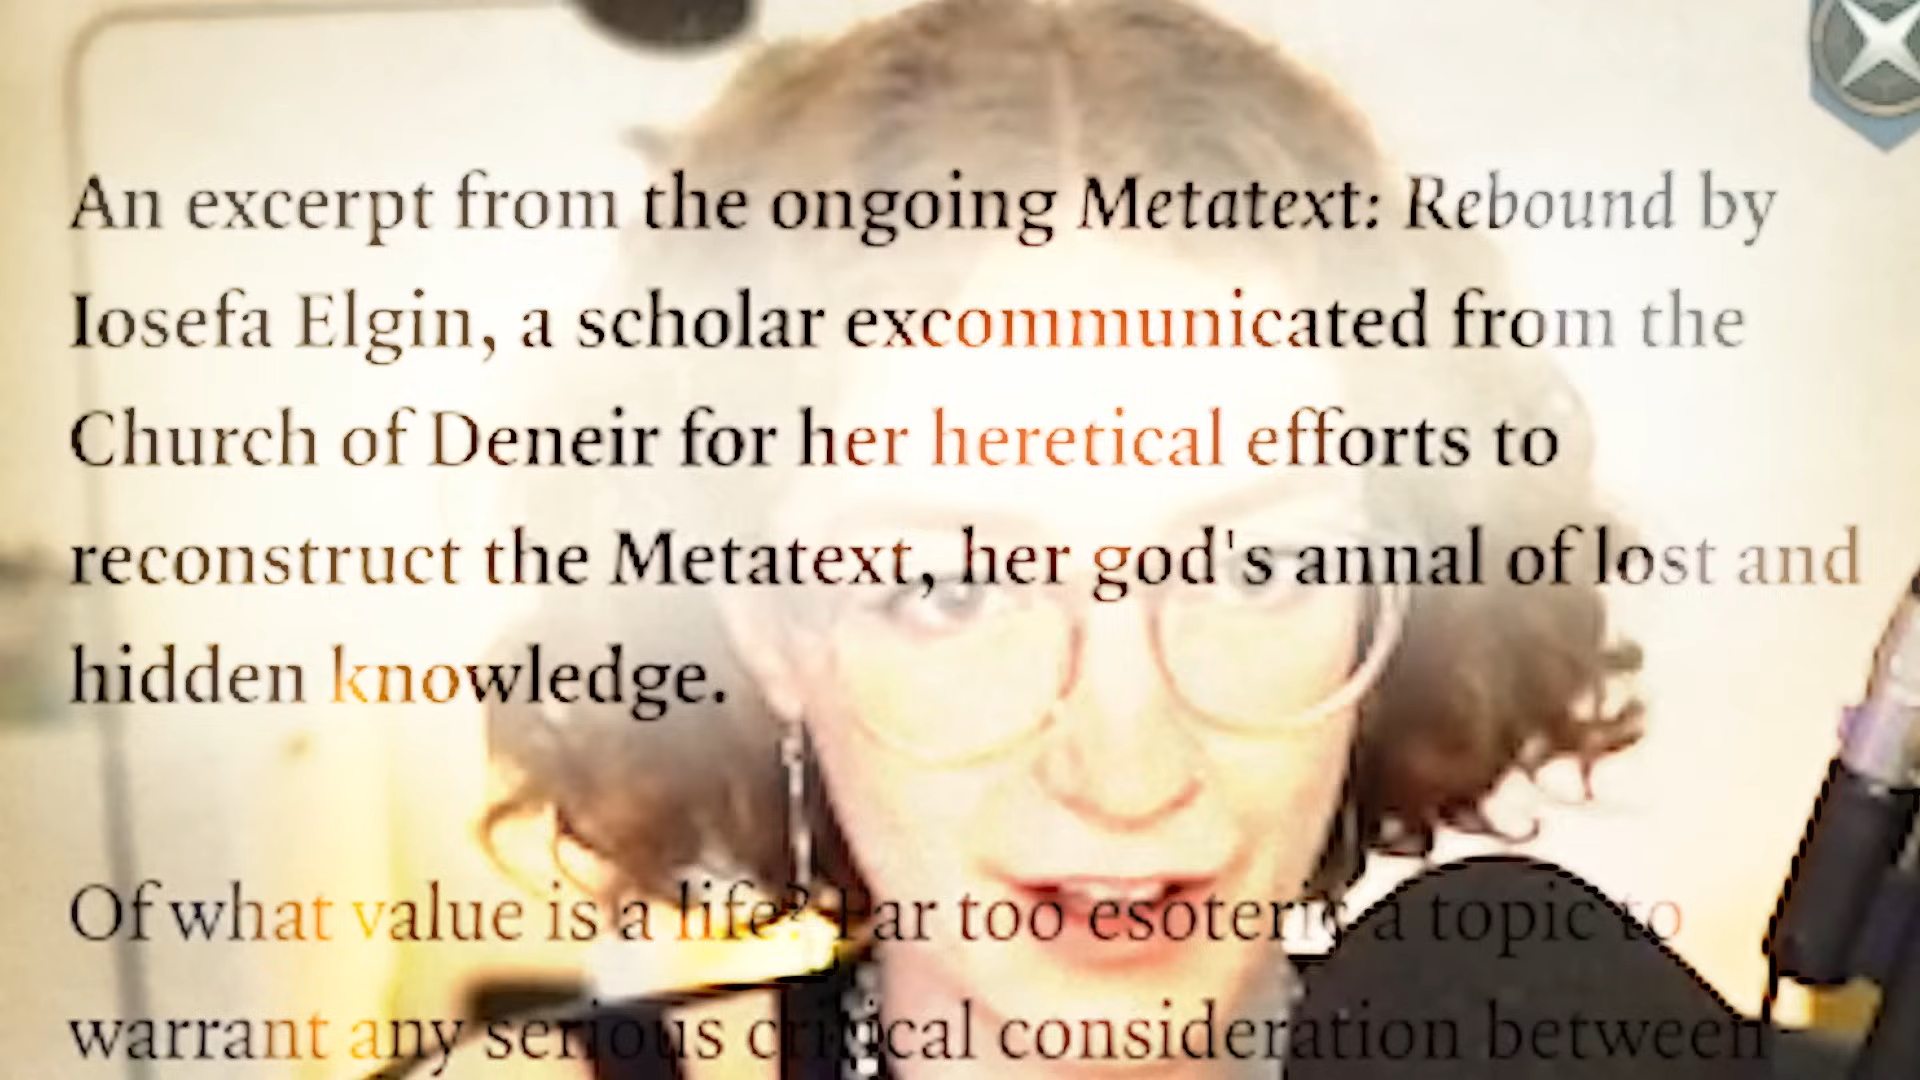 An excerpt from the ongoing Metatext: Rebound by
Iosefa Elgin, a scholar excommunicated from the
Church of Deneir for her heretical efforts to
reconstruct the Metatext, her god's annal of lost and
hidden knowledge.
Of what value is a life? Far too esoteric a topic to
warrant any serious critical consideration between